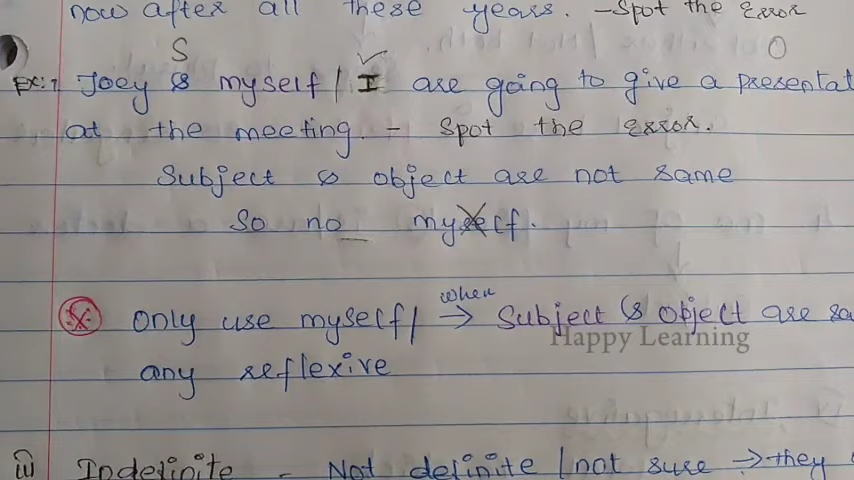 now after all these years. - Spot the Error
S O
Ex:- Joey & myself / I are going to give a presentat
at the meeting. - Spot the Error.
Subject & object are not same
So no myself.
when
Only use myself / → Subject & object are sa
Happy Learning
any reflexive
iii) Indefinite - Not definite / not sure → they